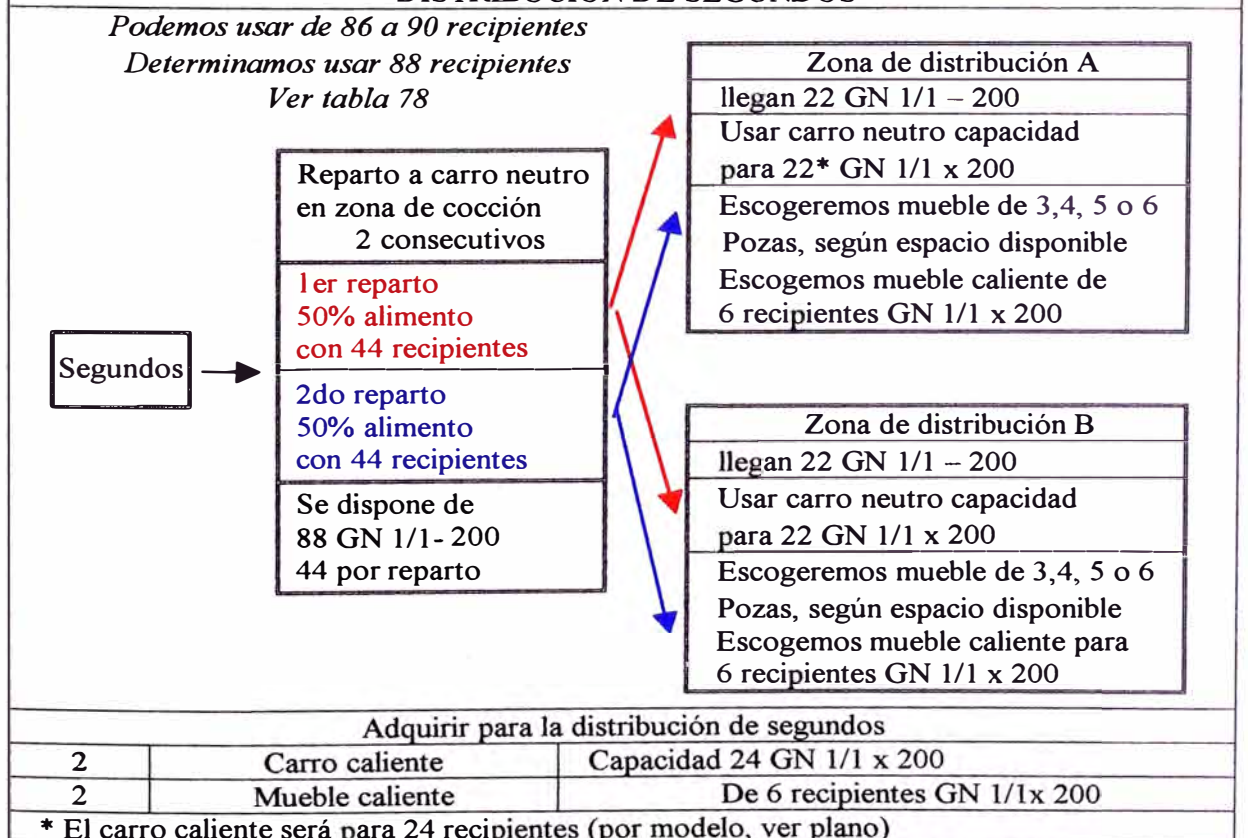 DISTRIBUCIÓN DE SEGUNDOS
Podemos usar de 86 a 90 recipientes
Determinamos usar 88 recipientes
Ver tabla 78
Segundos
Reparto a carro neutro
en zona de cocción
2 consecutivos
1er reparto
50% alimento
con 44 recipientes
2do reparto
50% alimento
con 44 recipientes
Se dispone de
88 GN 1/1- 200
44 por reparto
Zona de distribución A
llegan 22 GN 1/1 – 200
Usar carro neutro capacidad
para 22* GN 1/1 x 200
Escogeremos mueble de 3,4, 5 o 6
Pozas, según espacio disponible
Escogemos mueble caliente de
6 recipientes GN 1/1 x 200
Zona de distribución B
llegan 22 GN 1/1 – 200
Usar carro neutro capacidad
para 22 GN 1/1 x 200
Escogeremos mueble de 3,4, 5 o 6
Pozas, según espacio disponible
Escogemos mueble caliente para
6 recipientes GN 1/1 x 200
Adquirir para la distribución de segundos
2 Carro caliente Capacidad 24 GN 1/1 x 200
2 Mueble caliente De 6 recipientes GN 1/1x 200
* El carro caliente será para 24 recipientes (por modelo, ver plano)